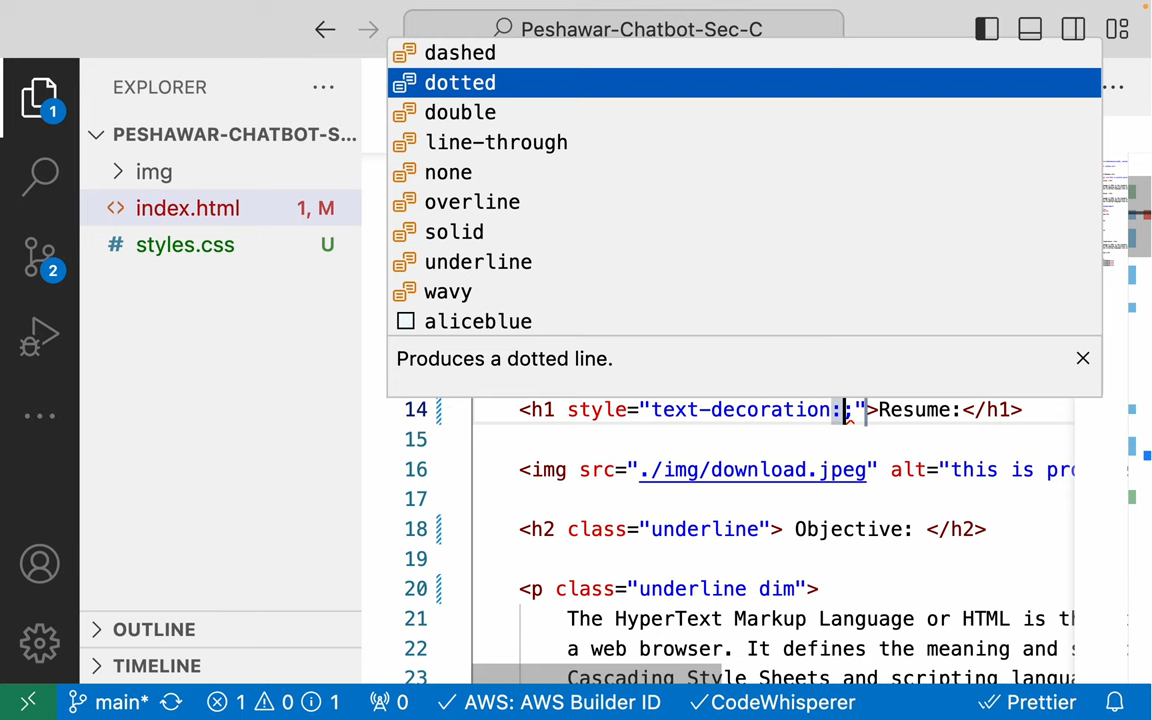 Peshawar-Chatbot-Sec-C
EXPLORER
PESHAWAR-CHATBOT-S...
img
index.html 1, M
styles.css U
1
2
dashed
dotted
double
line-through
none
overline
solid
underline
wavy
aliceblue
Produces a dotted line.
14 <h1 style="text-decoration:;">Resume:</h1>
15
16 <img src="./img/download.jpeg" alt="this is pro
17
18 <h2 class="underline"> Objective: </h2>
19
20 <p class="underline dim">
21 The HyperText Markup Language or HTML is th
22 a web browser. It defines the meaning and s
23 Cascading Style Sheets and scripting langua
OUTLINE
TIMELINE
main* 1 0 1 0 AWS: AWS Builder ID CodeWhisperer Prettier